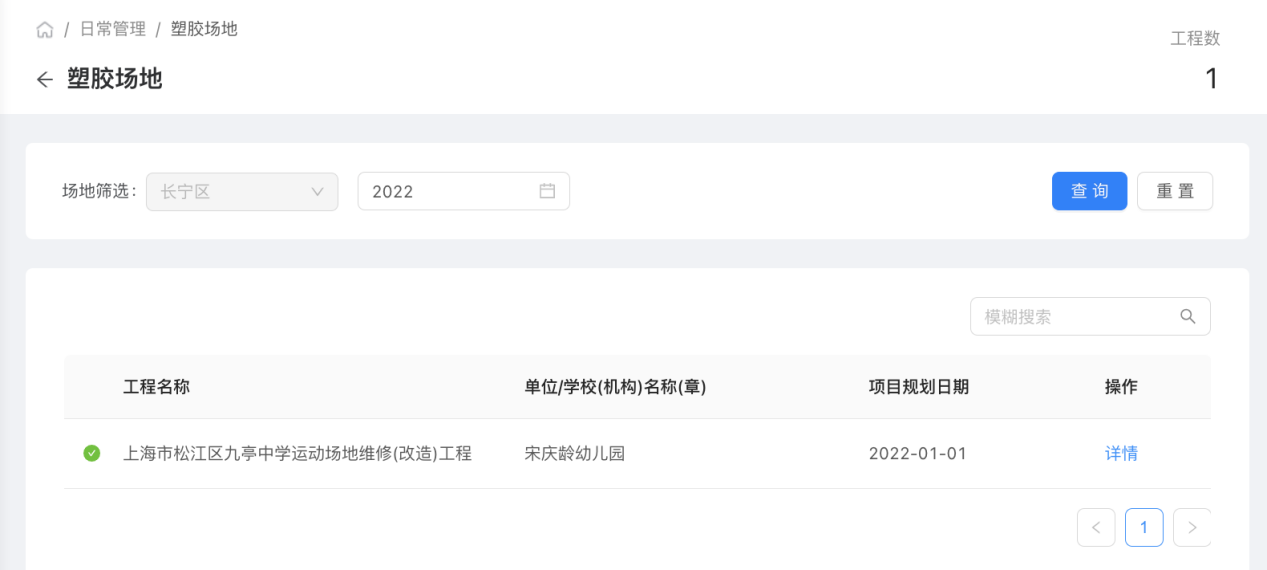 / 日常管理 / 塑胶场地
工程数
塑胶场地
1
场地筛选: 长宁区 2022 查询 重置
模糊搜索
工程名称 单位/学校(机构)名称(章) 项目规划日期 操作
上海市松江区九亭中学运动场地维修(改造)工程 宋庆龄幼儿园 2022-01-01 详情
< 1 >